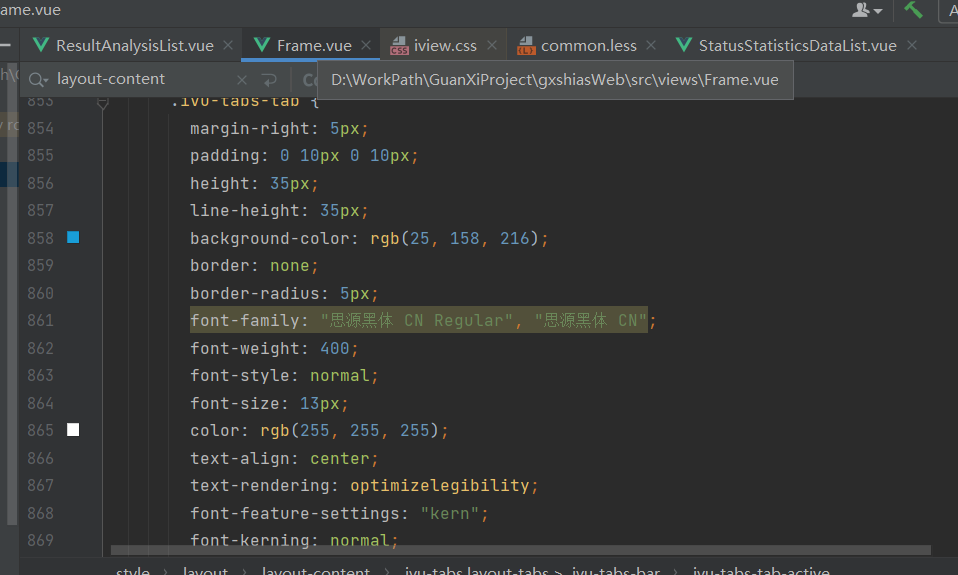 ame.vue
ResultAnalysisList.vue
Frame.vue
iview.css
common.less
StatusStatisticsDataList.vue
layout-content
D:\WorkPath\GuanXiProject\gxshiasWeb\src\views\Frame.vue
853 .ivu-tabs-tab {
854 margin-right: 5px;
855 padding: 0 10px 0 10px;
856 height: 35px;
857 line-height: 35px;
858 background-color: rgb(25, 158, 216);
859 border: none;
860 border-radius: 5px;
861 font-family: "思源黑体 CN Regular", "思源黑体 CN";
862 font-weight: 400;
863 font-style: normal;
864 font-size: 13px;
865 color: rgb(255, 255, 255);
866 text-align: center;
867 text-rendering: optimizelegibility;
868 font-feature-settings: "kern";
869 font-kerning: normal;
style › .layout › .layout-content › .ivu-tabs.layout-tabs > .ivu-tabs-bar › .ivu-tabs-tab-active